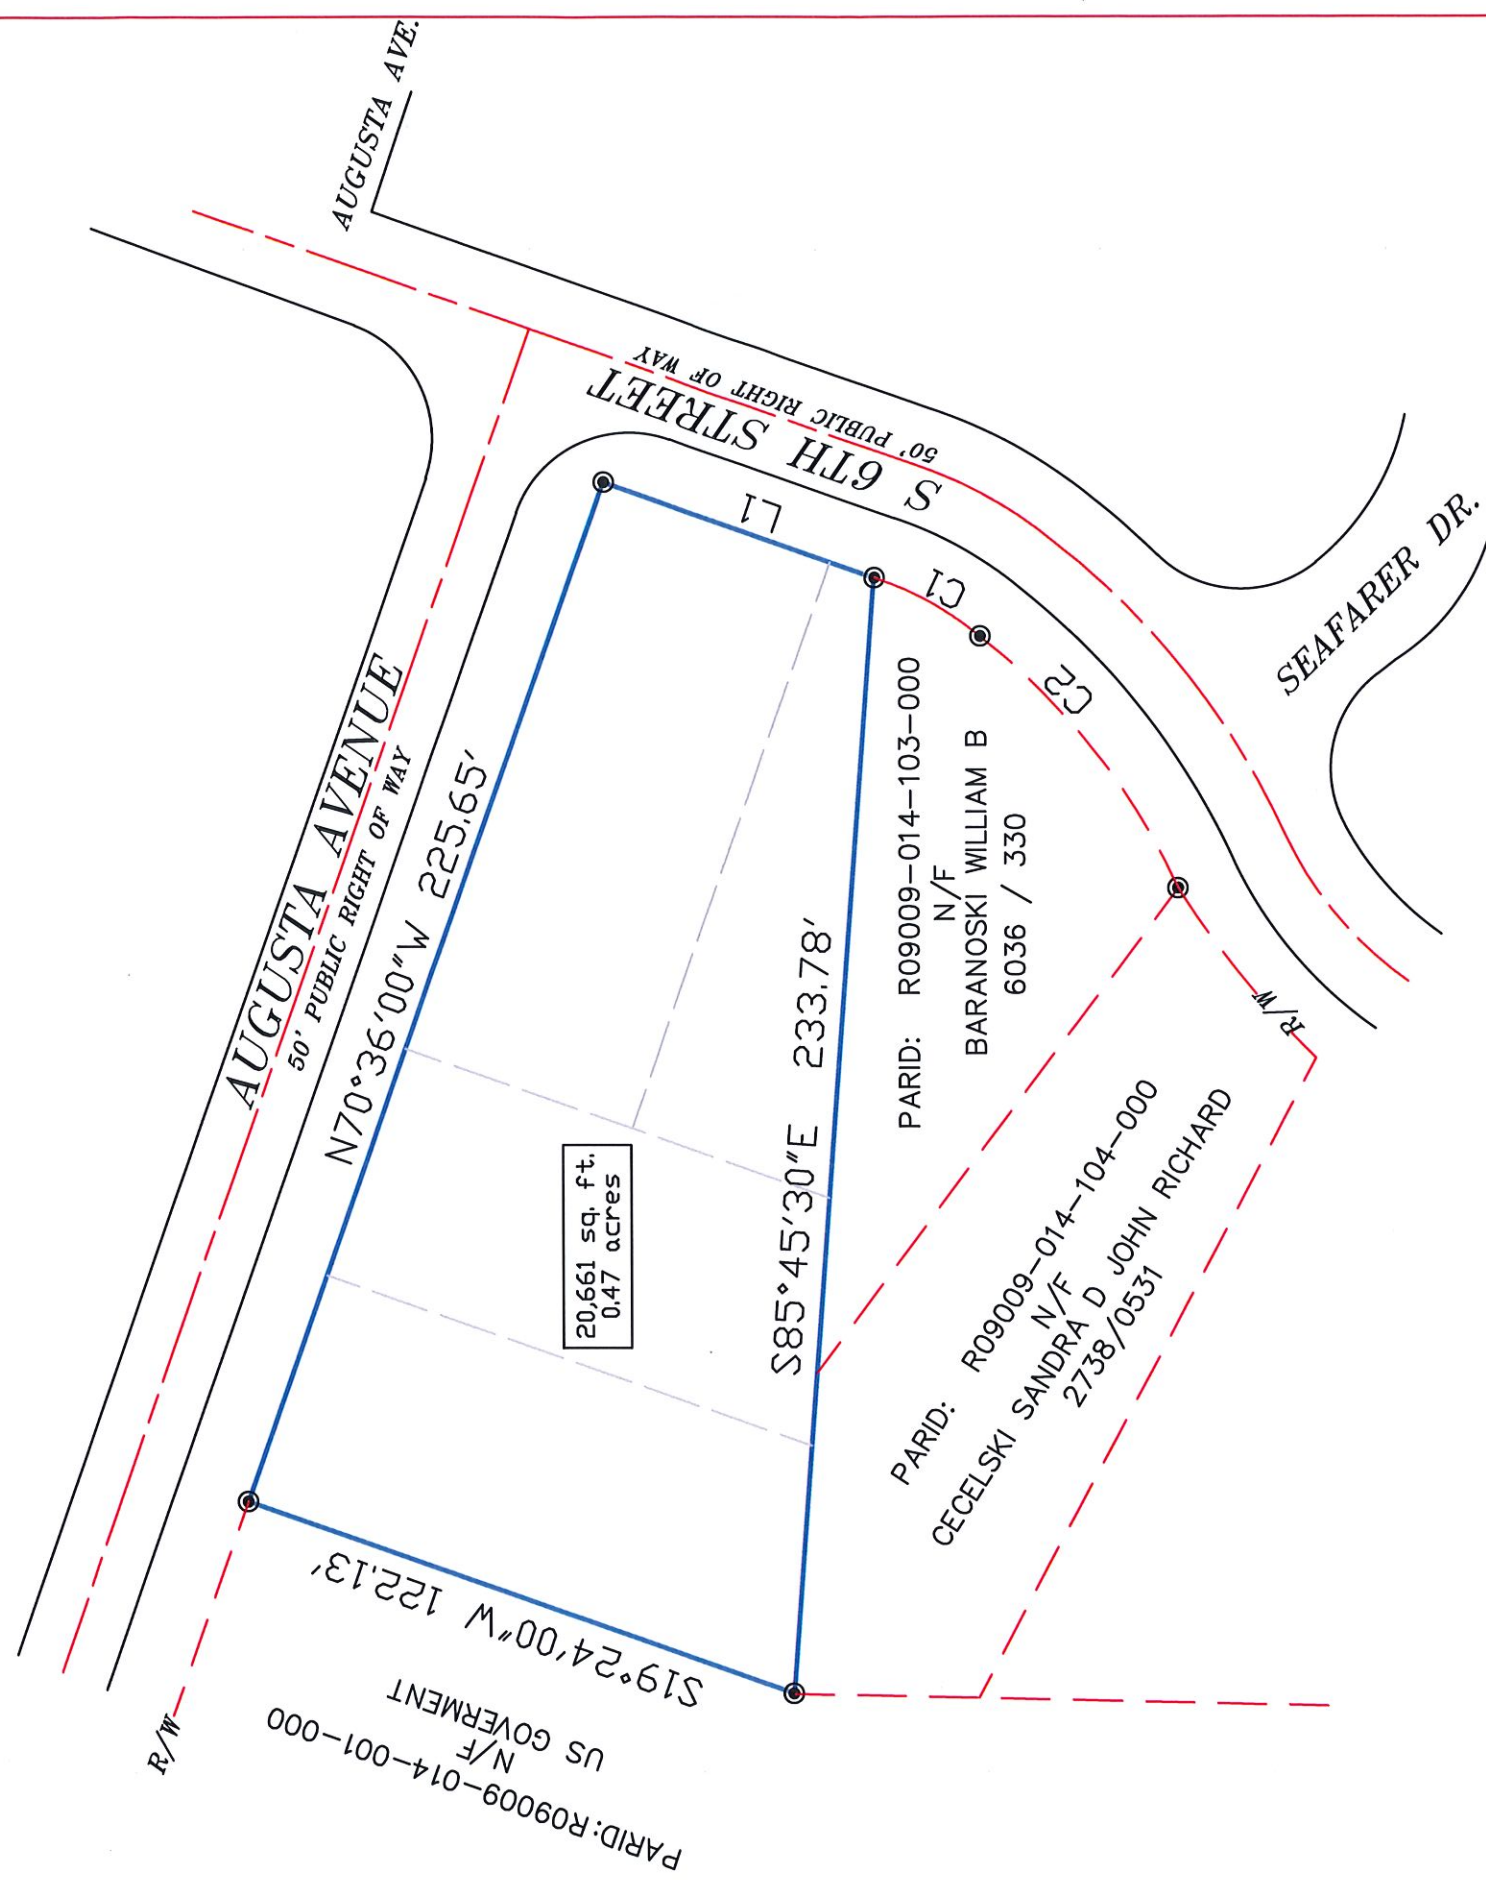 AUGUSTA AVE.
AUGUSTA AVENUE
50' PUBLIC RIGHT OF WAY
S 6TH STREET
50' PUBLIC RIGHT OF WAY
SEAFARER DR.
N70°36'00"W 225.65'
L1
C1
C2
S85°45'30"E 233.78'
20,661 sq. ft.
0.47 acres
PARID: R09009-014-103-000
N/F
BARANOSKI WILLIAM B
6036 / 330
R/W
PARID: R09009-014-104-000
N/F
CECELSKI SANDRA D JOHN RICHARD
2738/0531
S19°24'00"W 122.13'
PARID:R09009-014-001-000
N/F
US GOVERMENT
R/W